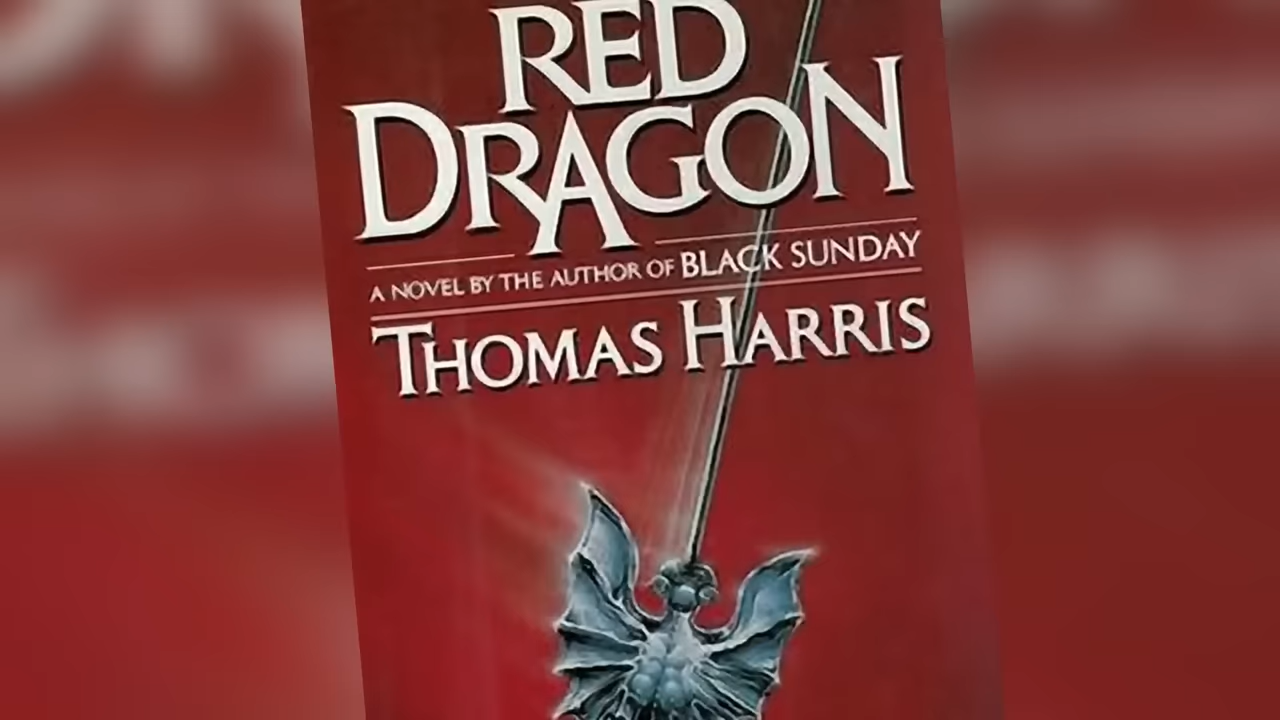 RED
DRAGON
A NOVEL BY THE AUTHOR OF BLACK SUNDAY
THOMAS HARRIS